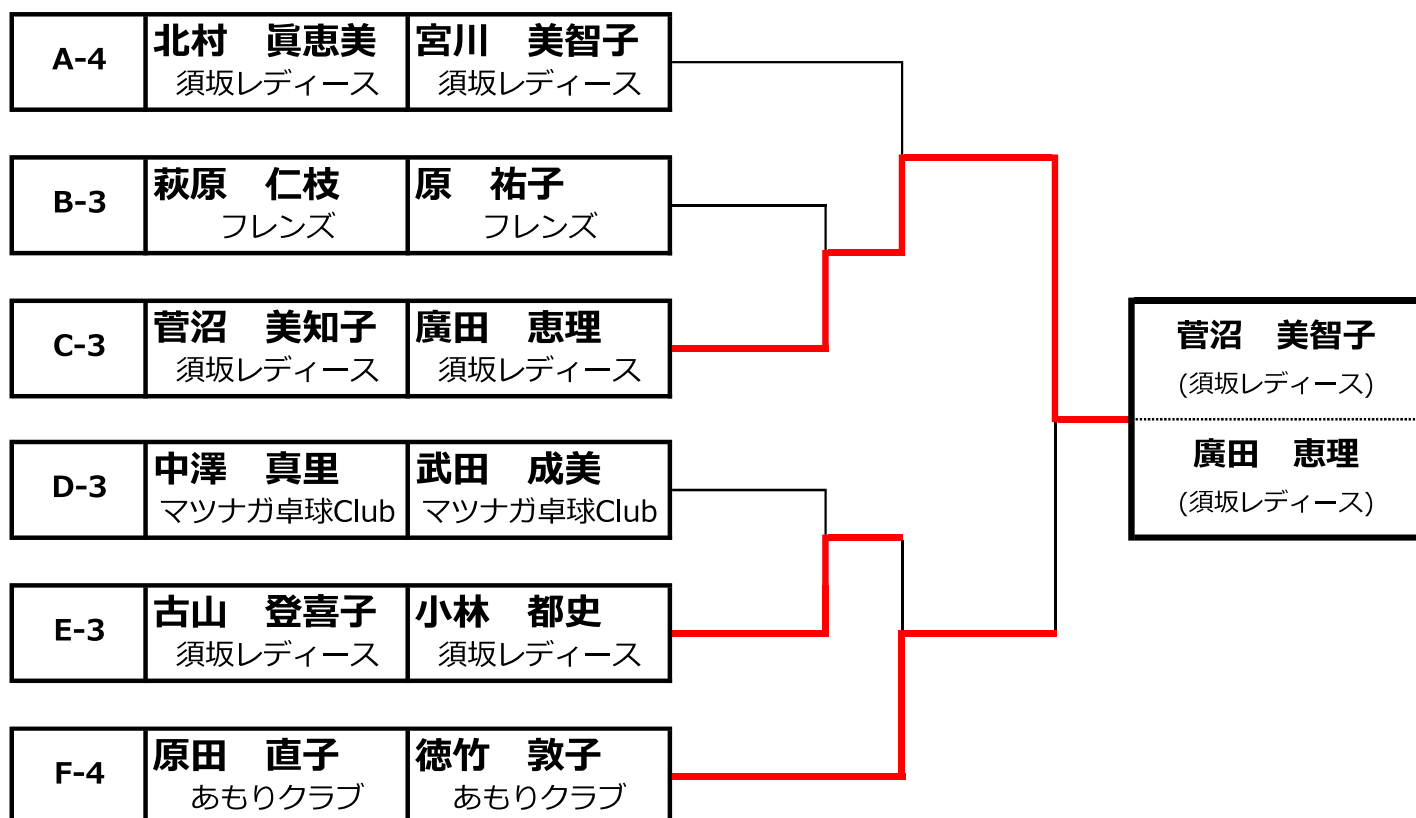 A-4
北村　眞恵美
須坂レディース
宮川　美智子
須坂レディース
B-3
萩原　仁枝
フレンズ
原　祐子
フレンズ
C-3
菅沼　美知子
須坂レディース
廣田　恵理
須坂レディース
D-3
中澤　真里
マツナガ卓球Club
武田　成美
マツナガ卓球Club
E-3
古山　登喜子
須坂レディース
小林　都史
須坂レディース
F-4
原田　直子
あもりクラブ
徳竹　敦子
あもりクラブ
菅沼　美智子
(須坂レディース)
廣田　恵理
(須坂レディース)